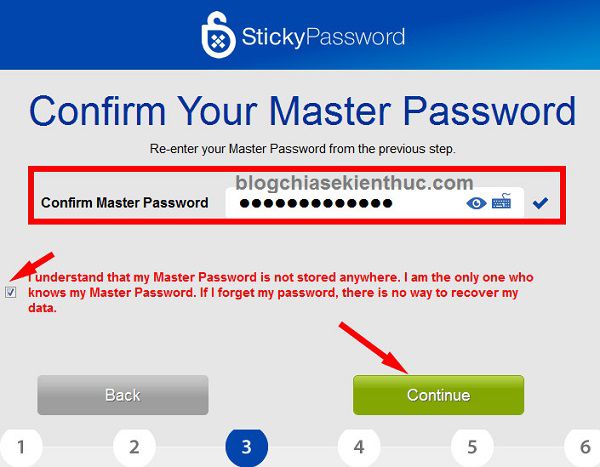 StickyPassword
Confirm Your Master Password
Re-enter your Master Password from the previous step.
blogchiasekienthuc.com
Confirm Master Password
I understand that my Master Password is not stored anywhere. I am the only one who
knows my Master Password. If I forget my password, there is no way to recover my
data.
Back Continue
1 2 3 4 5 6